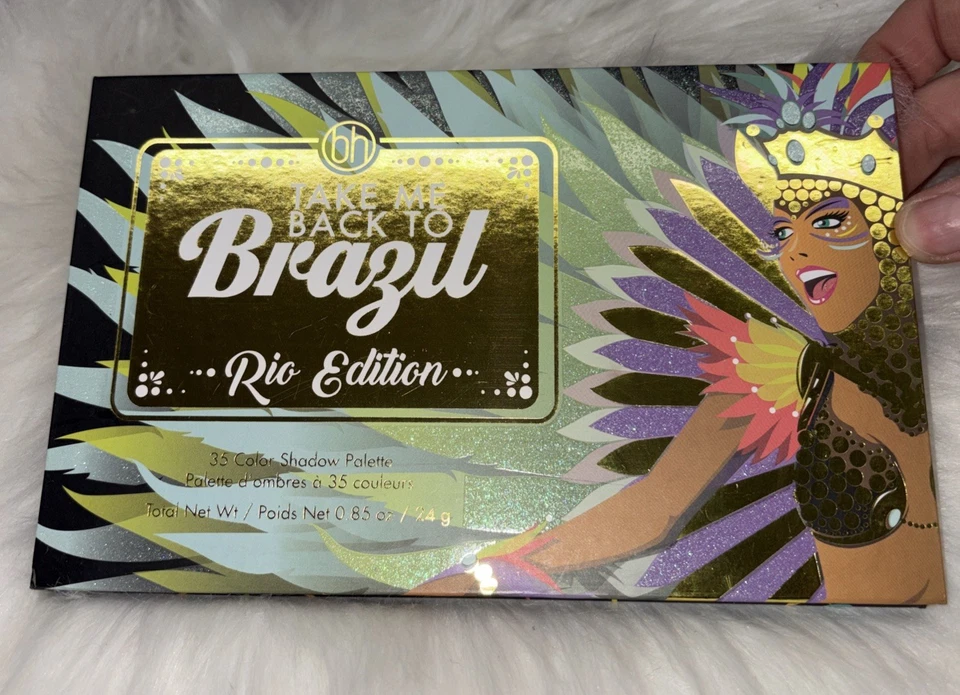 bh
TAKE ME
BACK TO
Brazil
Rio Edition
35 Color Shadow Palette
Palette d'ombres à 35 couleurs
Total Net Wt / Poids Net 0.85 oz / 24 g